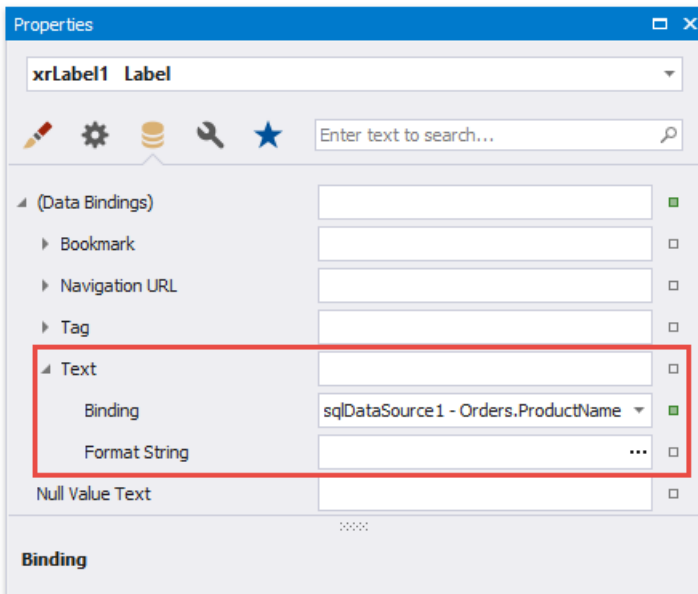 Properties
xrLabel1 Label
Enter text to search...
(Data Bindings)
Bookmark
Navigation URL
Tag
Text
Binding sqlDataSource1 - Orders.ProductName
Format String ...
Null Value Text
Binding